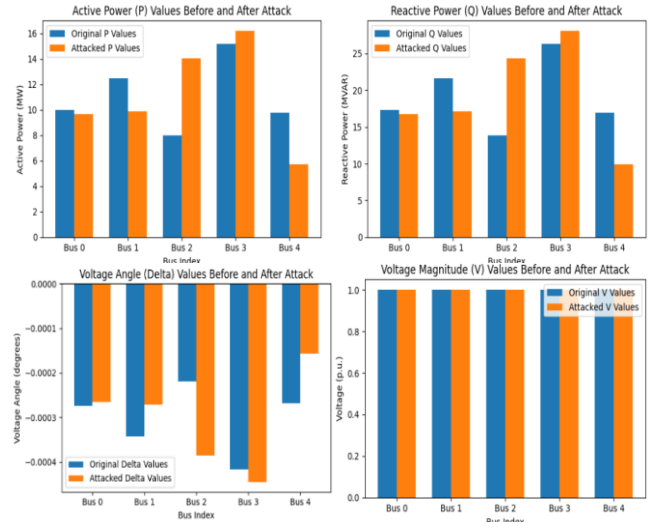 Active Power (P) Values Before and After Attack
Original P Values
Attacked P Values
Active Power (MW)
16
14
12
10
8
6
4
2
0
Bus 0 Bus 1 Bus 2 Bus 3 Bus 4
Bus Index
Reactive Power (Q) Values Before and After Attack
Original Q Values
Attacked Q Values
Reactive Power (MVAR)
25
20
15
10
5
0
Bus 0 Bus 1 Bus 2 Bus 3 Bus 4
Bus Index
Voltage Angle (Delta) Values Before and After Attack
0.0000
−0.0001
−0.0002
−0.0003
−0.0004
Voltage Angle (degrees)
Original Delta Values
Attacked Delta Values
Bus 0 Bus 1 Bus 2 Bus 3 Bus 4
Bus Index
Voltage Magnitude (V) Values Before and After Attack
Original V Values
Attacked V Values
Voltage (p.u.)
1.0
0.8
0.6
0.4
0.2
0.0
Bus 0 Bus 1 Bus 2 Bus 3 Bus 4
Bus Index